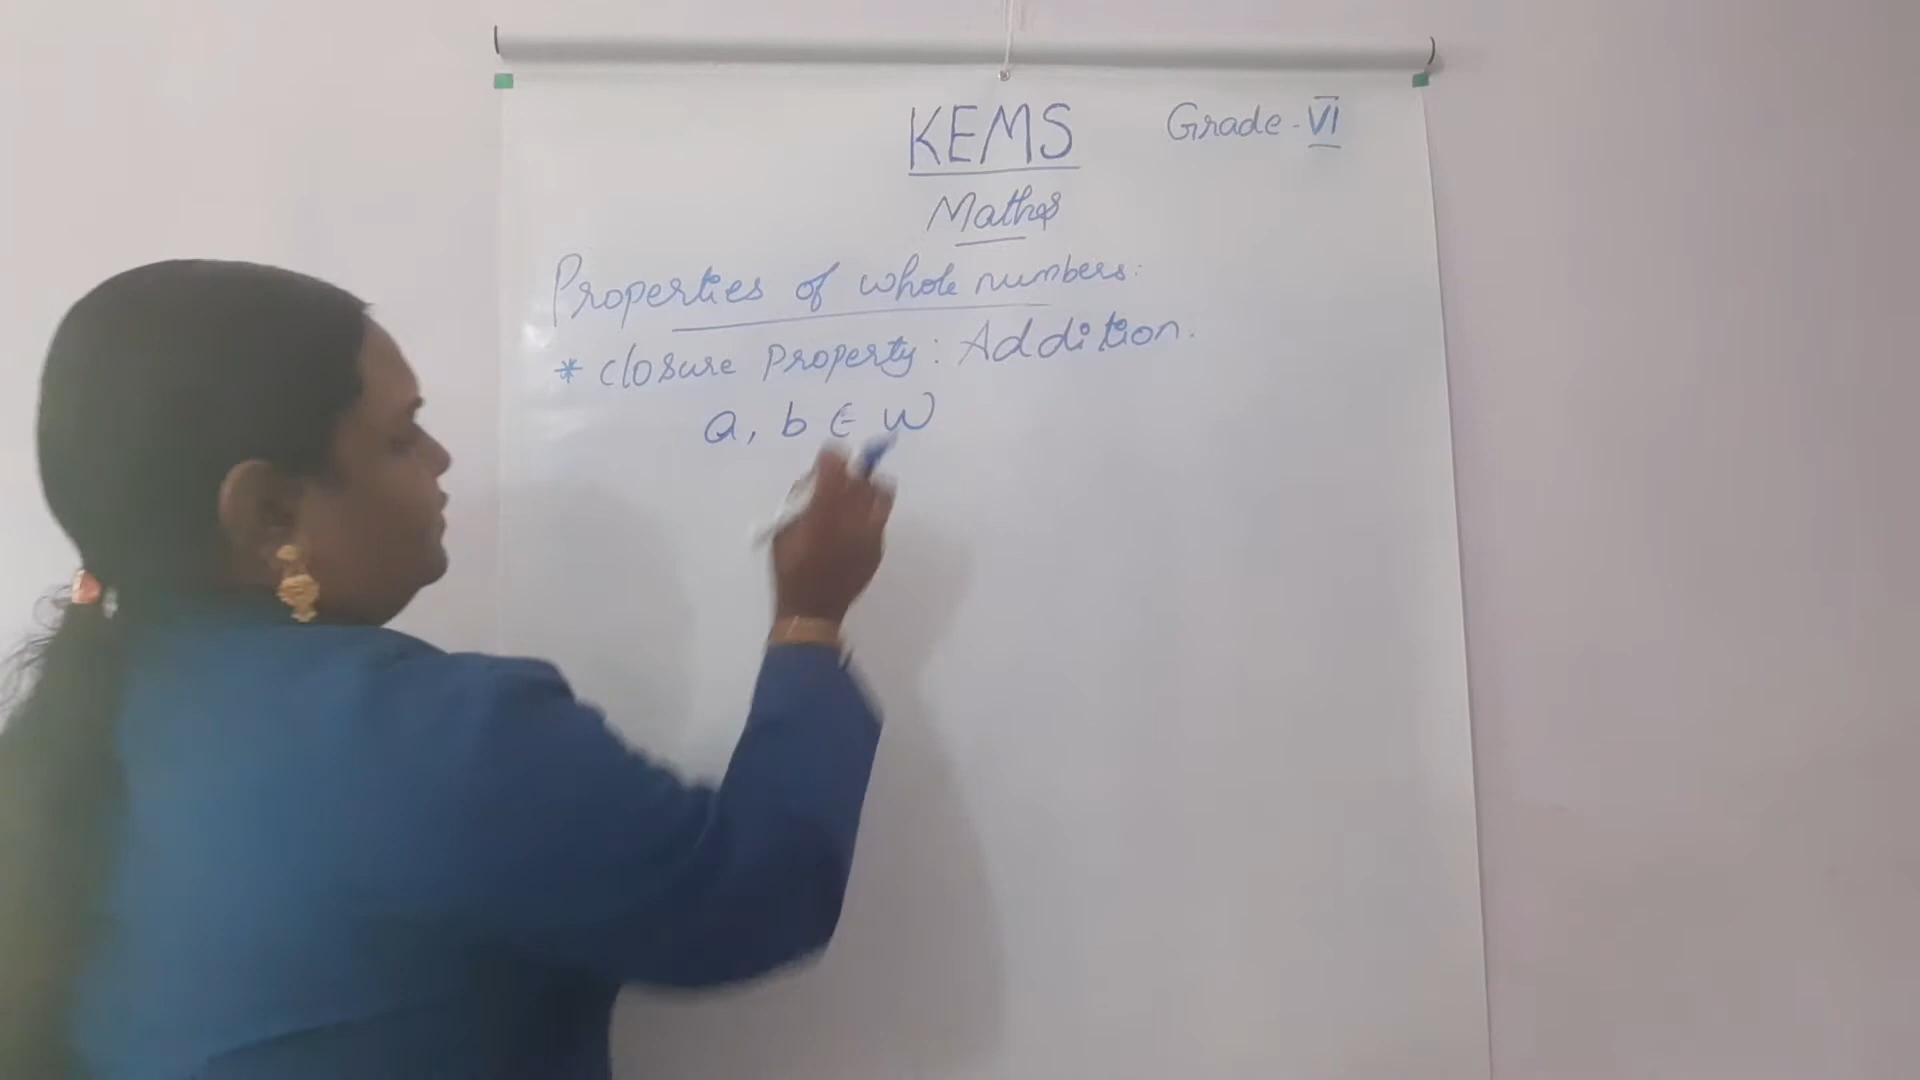 KEMS Grade - VI
Maths
Properties of whole numbers:
* closure property: Addition.
a, b ∈ W